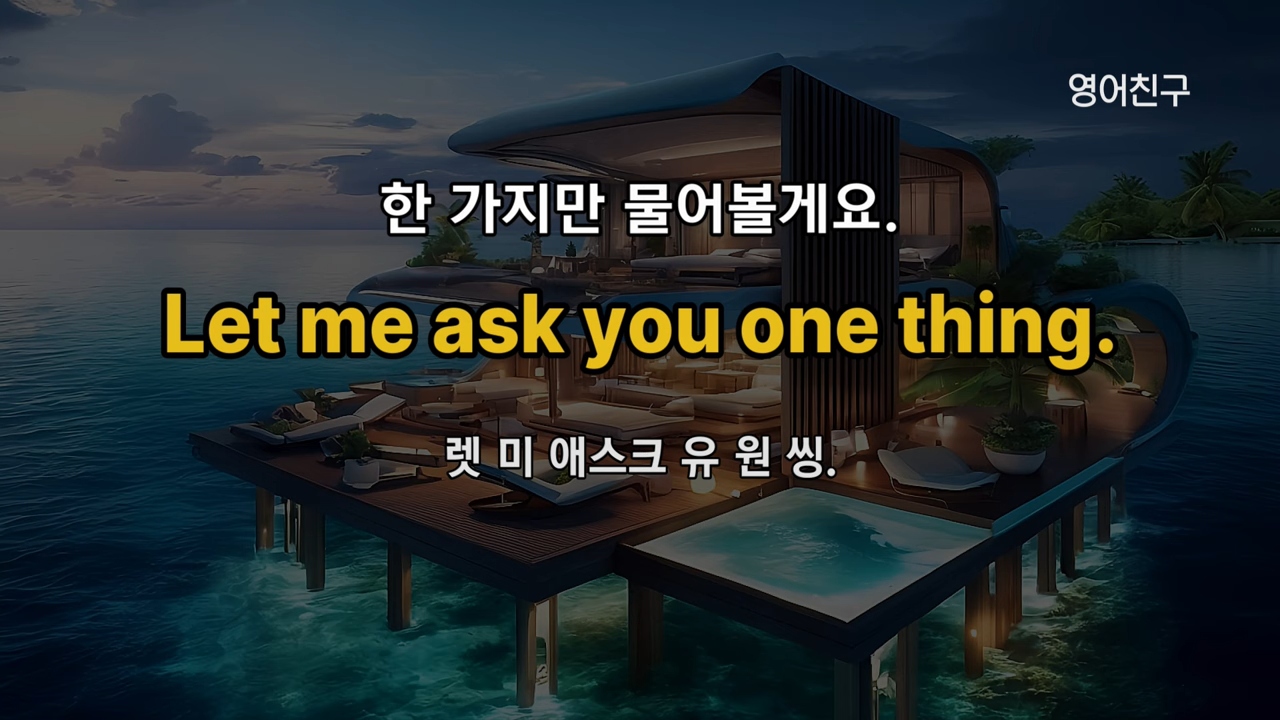 영어친구
한 가지만 물어볼게요.
Let me ask you one thing.
렛 미 애스크 유 원 씽.